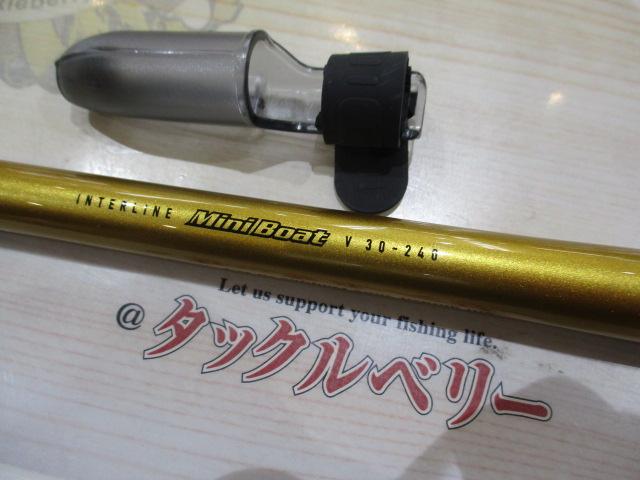 INTERLINE MiniBoat V 30-240
Let us support your fishing life.
@ タックルベリー